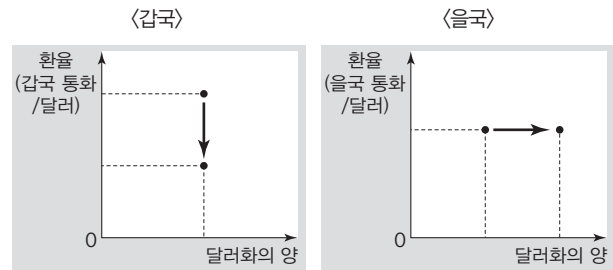 〈갑국〉
환율
(갑국 통화
/달러)
0
달러화의 양
〈을국〉
환율
(을국 통화
/달러)
0
달러화의 양